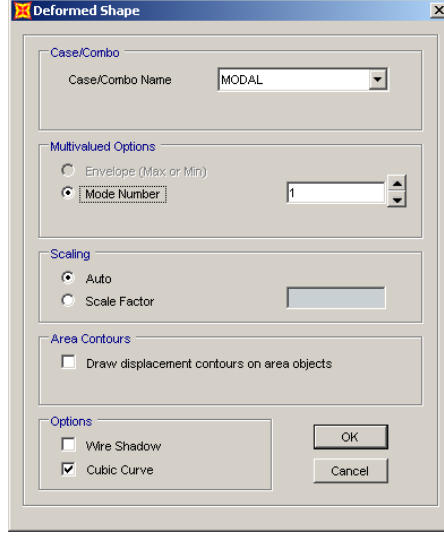 Deformed Shape
Case/Combo
Case/Combo Name MODAL
Multivalued Options
Envelope (Max or Min)
Mode Number 1
Scaling
Auto
Scale Factor
Area Contours
Draw displacement contours on area objects
Options
Wire Shadow
Cubic Curve
OK
Cancel